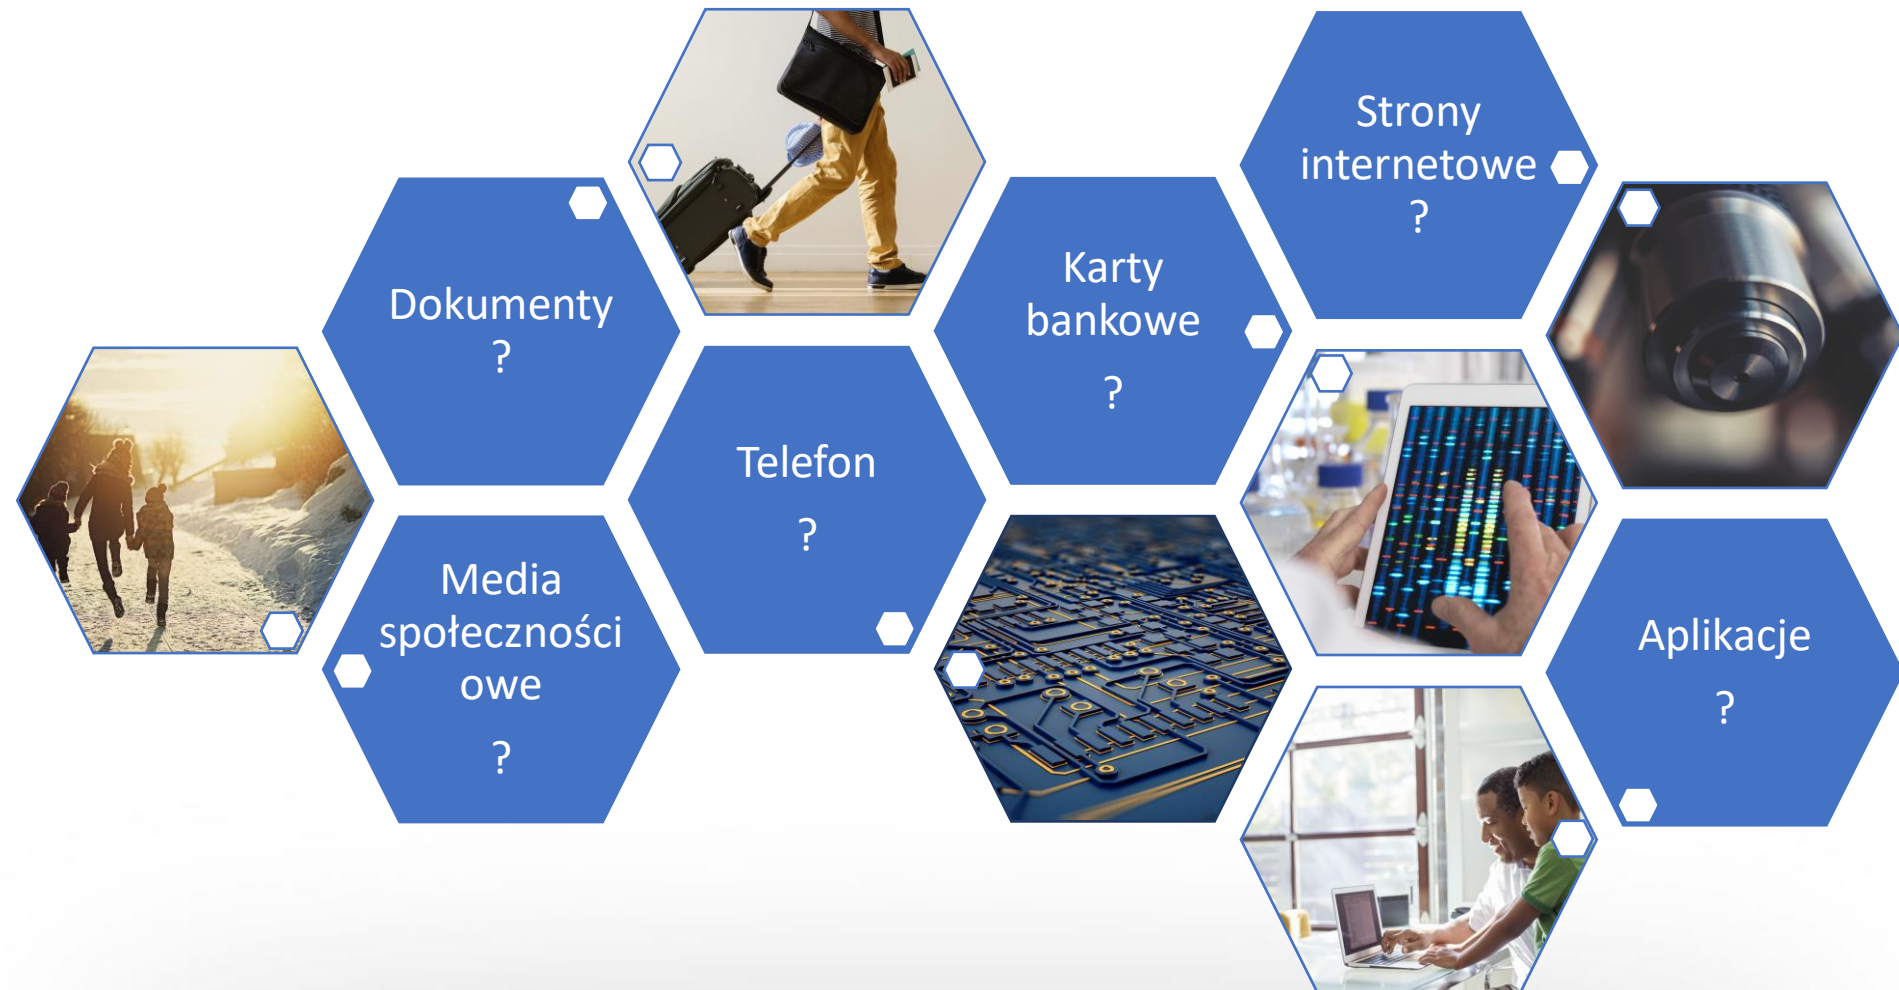 Dokumenty
?
Media
społeczności
owe
?
Telefon
?
Karty
bankowe
?
Strony
internetowe
?
Aplikacje
?